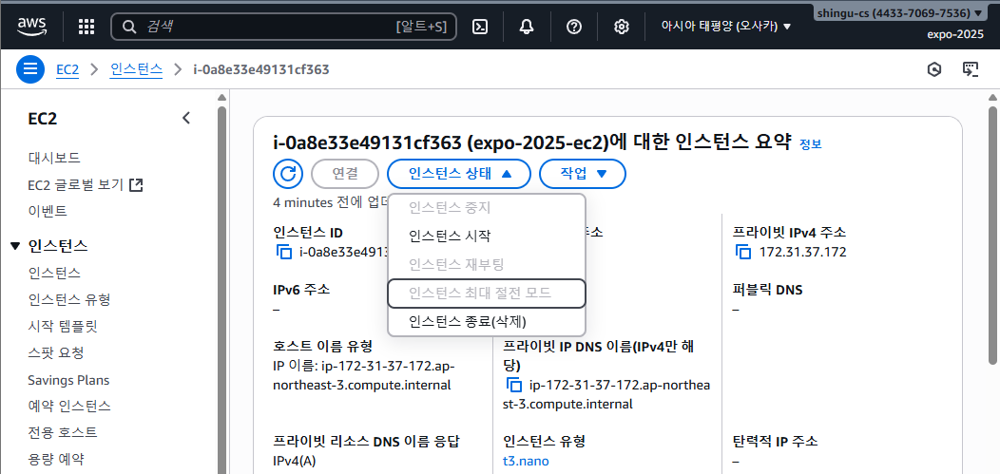 aws
검색
[알트+S]
아시아 태평양 (오사카) ▼
shingu-cs (4433-7069-7536) ▼
expo-2025
EC2 > 인스턴스 > i-0a8e33e49131cf363
EC2
대시보드
EC2 글로벌 보기
이벤트
▼ 인스턴스
인스턴스
인스턴스 유형
시작 템플릿
스팟 요청
Savings Plans
예약 인스턴스
전용 호스트
용량 예약
i-0a8e33e49131cf363 (expo-2025-ec2)에 대한 인스턴스 요약 정보
연결
인스턴스 상태 ▲
작업 ▼
4 minutes 전에 업
인스턴스 중지
인스턴스 시작
인스턴스 재부팅
인스턴스 최대 절전 모드
인스턴스 종료(삭제)
인스턴스 ID
i-0a8e33e4913
주소
프라이빗 IPv4 주소
172.31.37.172
IPv6 주소
–
퍼블릭 DNS
–
호스트 이름 유형
IP 이름: ip-172-31-37-172.ap-
northeast-3.compute.internal
프라이빗 IP DNS 이름(IPv4만 해
당)
ip-172-31-37-172.ap-northea
st-3.compute.internal
프라이빗 리소스 DNS 이름 응답
IPv4(A)
인스턴스 유형
t3.nano
탄력적 IP 주소
–